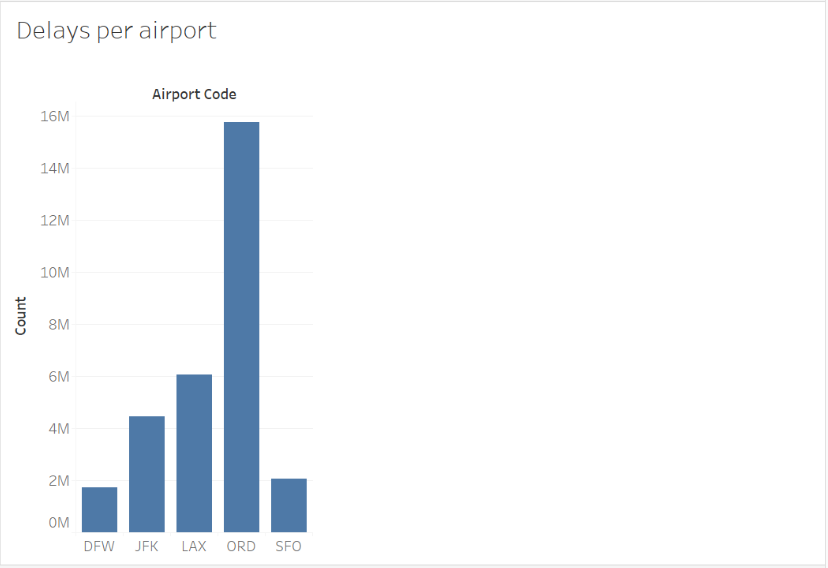 Delays per airport
Airport Code
16M
14M
12M
10M
8M
6M
4M
2M
0M
Count
DFW JFK LAX ORD SFO